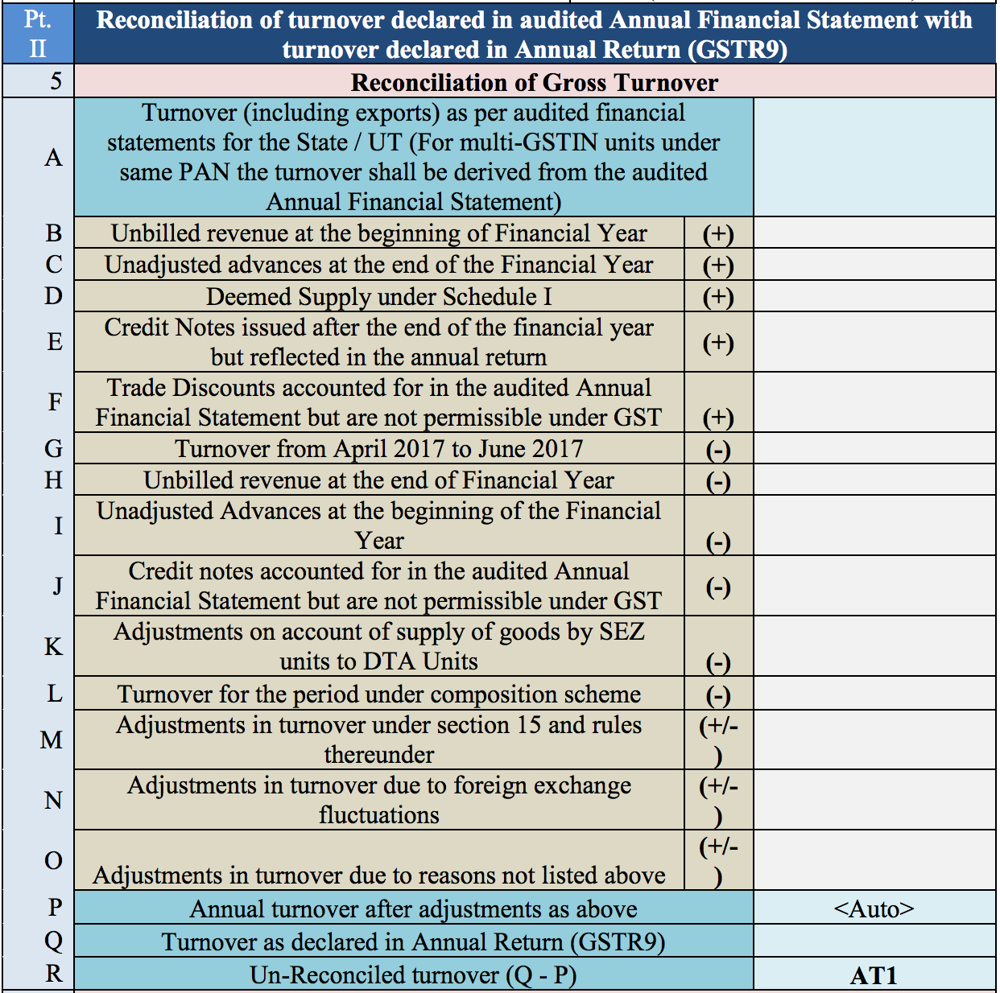 Pt.
II
Reconciliation of turnover declared in audited Annual Financial Statement with
turnover declared in Annual Return (GSTR9)
5
Reconciliation of Gross Turnover
A
Turnover (including exports) as per audited financial
statements for the State / UT (For multi-GSTIN units under
same PAN the turnover shall be derived from the audited
Annual Financial Statement)
B
Unbilled revenue at the beginning of Financial Year
(+)
C
Unadjusted advances at the end of the Financial Year
(+)
D
Deemed Supply under Schedule I
(+)
E
Credit Notes issued after the end of the financial year
but reflected in the annual return
(+)
F
Trade Discounts accounted for in the audited Annual
Financial Statement but are not permissible under GST
(+)
G
Turnover from April 2017 to June 2017
(-)
H
Unbilled revenue at the end of Financial Year
(-)
I
Unadjusted Advances at the beginning of the Financial
Year
(-)
J
Credit notes accounted for in the audited Annual
Financial Statement but are not permissible under GST
(-)
K
Adjustments on account of supply of goods by SEZ
units to DTA Units
(-)
L
Turnover for the period under composition scheme
(-)
M
Adjustments in turnover under section 15 and rules
thereunder
(+/-
)
N
Adjustments in turnover due to foreign exchange
fluctuations
(+/-
)
O
Adjustments in turnover due to reasons not listed above
(+/-
)
P
Annual turnover after adjustments as above
<Auto>
Q
Turnover as declared in Annual Return (GSTR9)
R
Un-Reconciled turnover (Q - P)
AT1